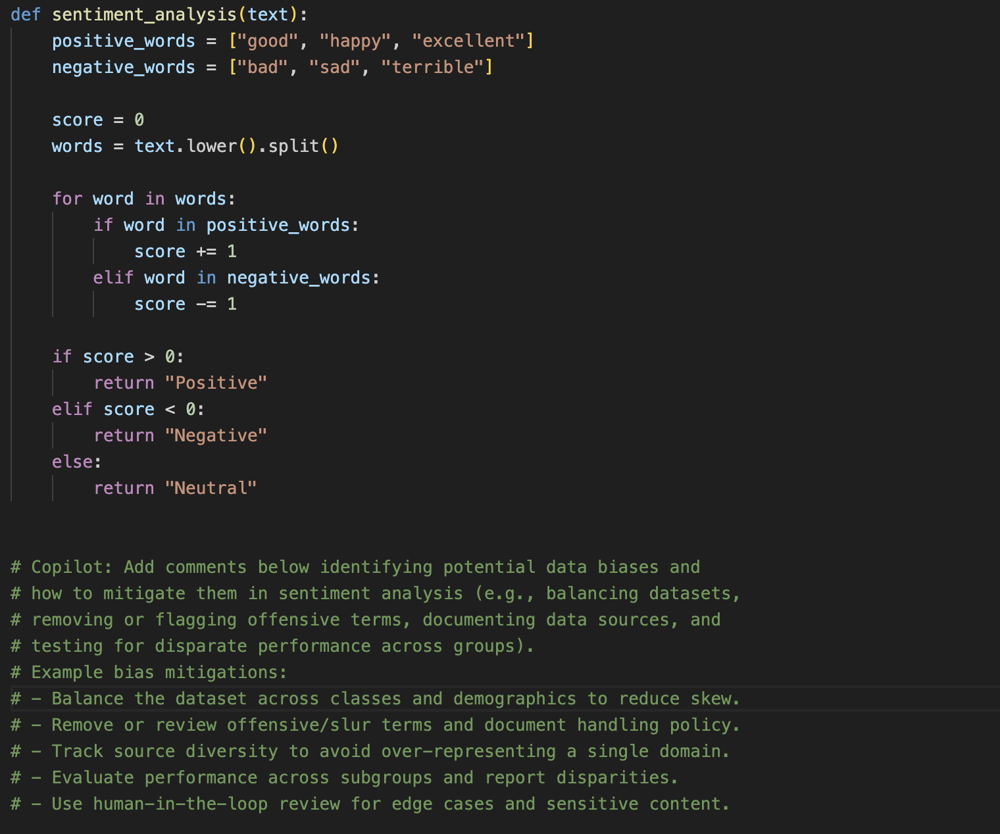 def sentiment_analysis(text):
    positive_words = ["good", "happy", "excellent"]
    negative_words = ["bad", "sad", "terrible"]

    score = 0
    words = text.lower().split()

    for word in words:
        if word in positive_words:
            score += 1
        elif word in negative_words:
            score -= 1

    if score > 0:
        return "Positive"
    elif score < 0:
        return "Negative"
    else:
        return "Neutral"


# Copilot: Add comments below identifying potential data biases and
# how to mitigate them in sentiment analysis (e.g., balancing datasets,
# removing or flagging offensive terms, documenting data sources, and
# testing for disparate performance across groups).
# Example bias mitigations:
# - Balance the dataset across classes and demographics to reduce skew.
# - Remove or review offensive/slur terms and document handling policy.
# - Track source diversity to avoid over-representing a single domain.
# - Evaluate performance across subgroups and report disparities.
# - Use human-in-the-loop review for edge cases and sensitive content.